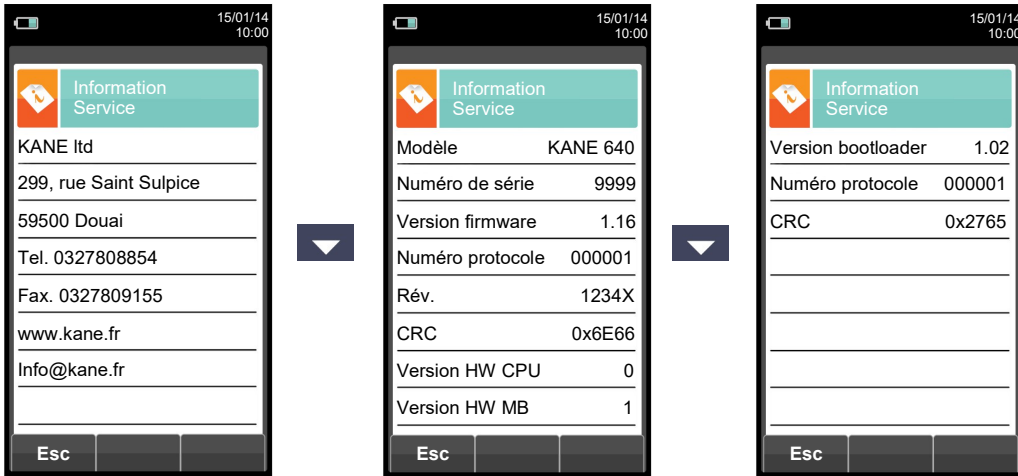 15/01/14
10:00
Information
Service
KANE ltd
299, rue Saint Sulpice
59500 Douai
Tel. 0327808854
Fax. 0327809155
www.kane.fr
Info@kane.fr
Esc
15/01/14
10:00
Information
Service
Modèle KANE 640
Numéro de série 9999
Version firmware 1.16
Numéro protocole 000001
Rév. 1234X
CRC 0x6E66
Version HW CPU 0
Version HW MB 1
Esc
15/01/14
10:00
Information
Service
Version bootloader 1.02
Numéro protocole 000001
CRC 0x2765
Esc